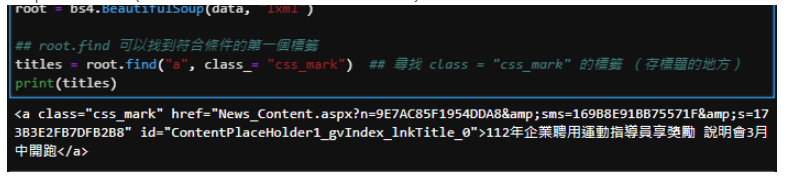 root = bs4.BeautifulSoup(data, "lxml")
## root.find 可以找到符合條件的第一個標籤
titles = root.find("a", class_= "css_mark")  ## 尋找 class = "css_mark" 的標籤 （存標題的地方）
print(titles)
<a class="css_mark" href="News_Content.aspx?n=9E7AC85F1954DDA8&amp;sms=169B8E91BB75571F&amp;s=17
3B3E2FB7DFB2B8" id="ContentPlaceHolder1_gvIndex_lnkTitle_0">112年企業聘用運動指導員享獎勵 說明會3月
中開跑</a>